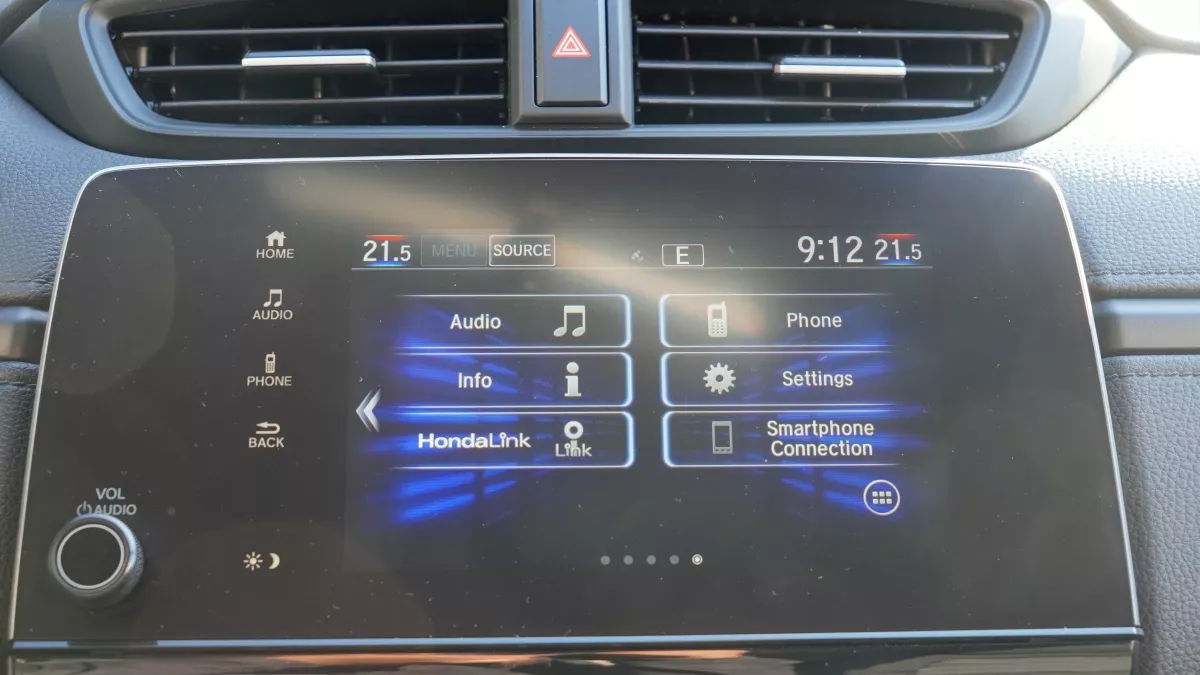 HOME
AUDIO
PHONE
BACK
VOL
AUDIO
21.5 MENU SOURCE E 9:12 21.5
Audio
Phone
Info
Settings
HondaLink Link
Smartphone
Connection